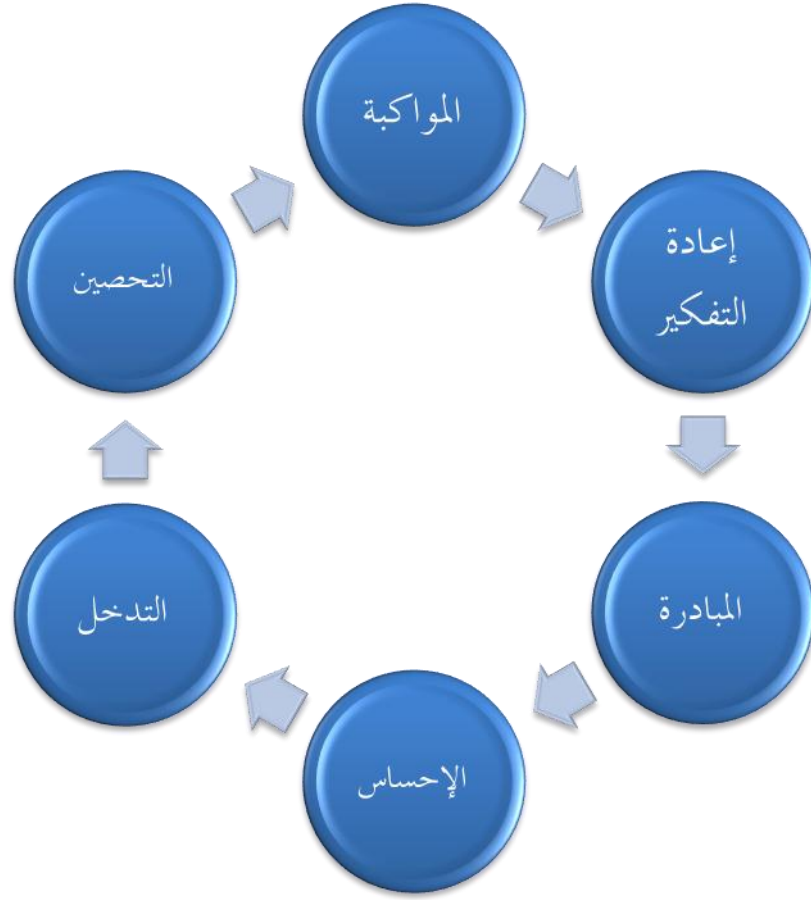 المواكبة
إعادة
التفكير
المبادرة
الإحساس
التدخل
التحصين